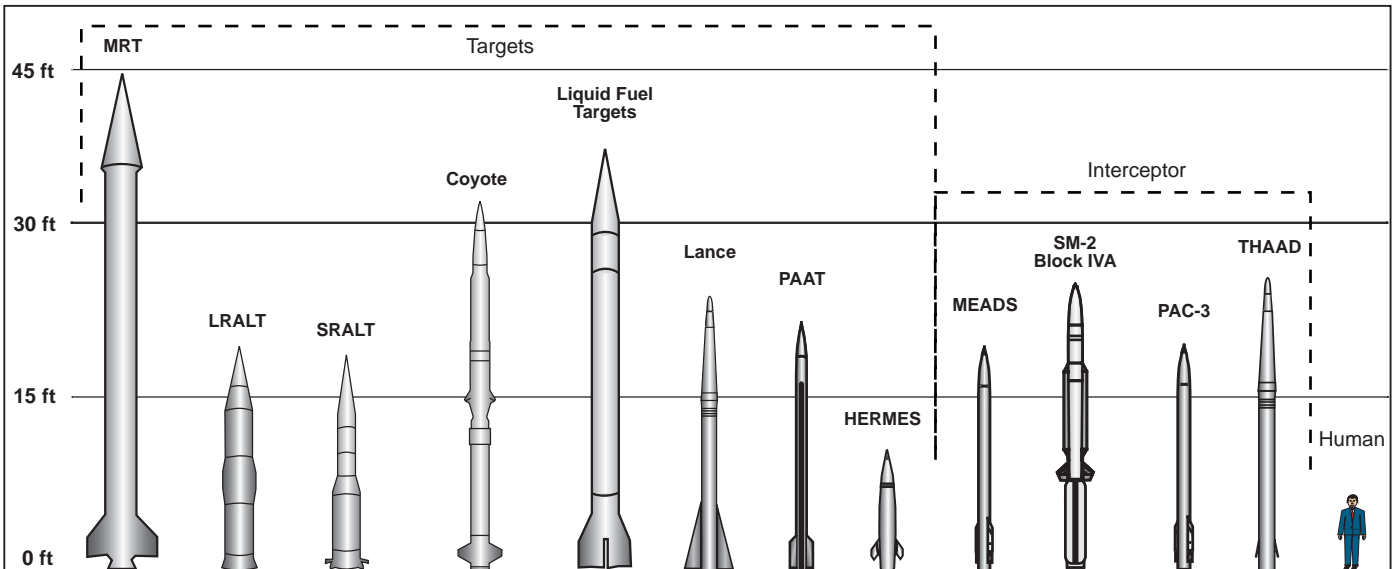 Targets
MRT
45 ft
Liquid Fuel
Targets
Interceptor
Coyote
30 ft
Lance
SM-2
Block IVA
THAAD
PAAT
MEADS
PAC-3
LRALT
SRALT
15 ft
HERMES
Human
0 ft